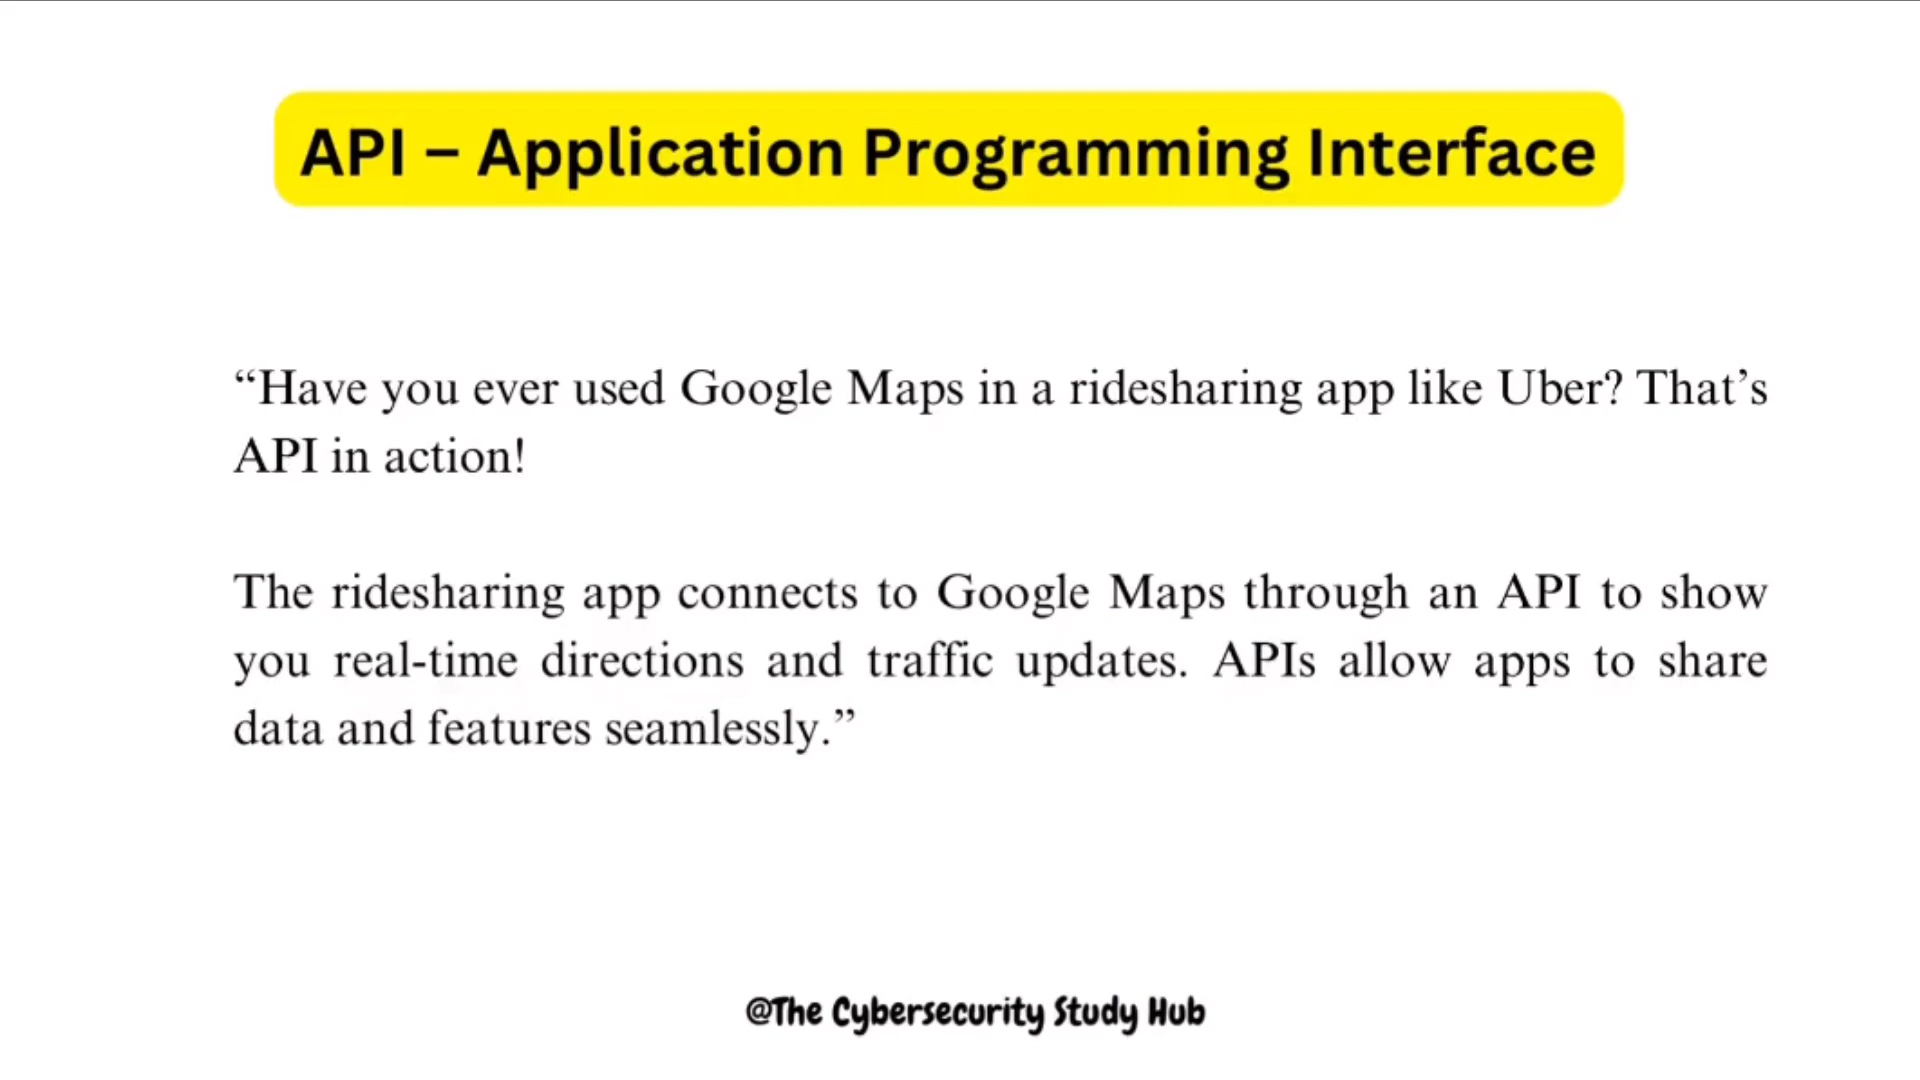 API – Application Programming Interface
“Have you ever used Google Maps in a ridesharing app like Uber? That’s
API in action!
The ridesharing app connects to Google Maps through an API to show
you real-time directions and traffic updates. APIs allow apps to share
data and features seamlessly.”
@The Cybersecurity Study Hub